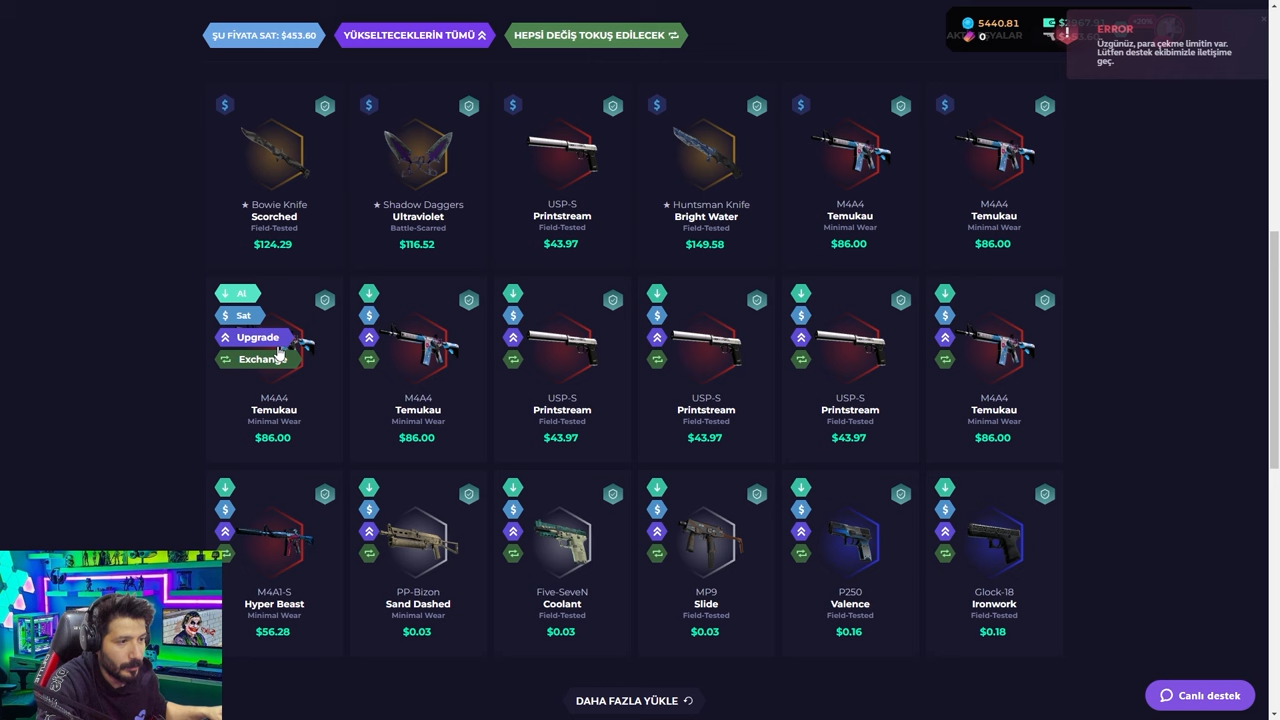 ŞU FİYATA SAT: $453.60
YÜKSELTECEKLERİN TÜMÜ
HEPSİ DEĞİŞ TOKUŞ EDİLECEK
5440.81
0
+20%
ERROR
Üzgünüz, para çekme limitin var.
Lütfen destek ekibimizle iletişime
geç.
★ Bowie Knife
Scorched
Field-Tested
$124.29
★ Shadow Daggers
Ultraviolet
Battle-Scarred
$116.52
USP-S
Printstream
Field-Tested
$43.97
★ Huntsman Knife
Bright Water
Field-Tested
$149.58
M4A4
Temukau
Minimal Wear
$86.00
M4A4
Temukau
Minimal Wear
$86.00
Al
Sat
Upgrade
Exchange
M4A4
Temukau
Minimal Wear
$86.00
M4A4
Temukau
Minimal Wear
$86.00
USP-S
Printstream
Field-Tested
$43.97
USP-S
Printstream
Field-Tested
$43.97
USP-S
Printstream
Field-Tested
$43.97
M4A4
Temukau
Minimal Wear
$86.00
M4A1-S
Hyper Beast
Minimal Wear
$56.28
PP-Bizon
Sand Dashed
Minimal Wear
$0.03
Five-SeveN
Coolant
Field-Tested
$0.03
MP9
Slide
Field-Tested
$0.03
P250
Valence
Field-Tested
$0.16
Glock-18
Ironwork
Field-Tested
$0.18
DAHA FAZLA YÜKLE
Canlı destek